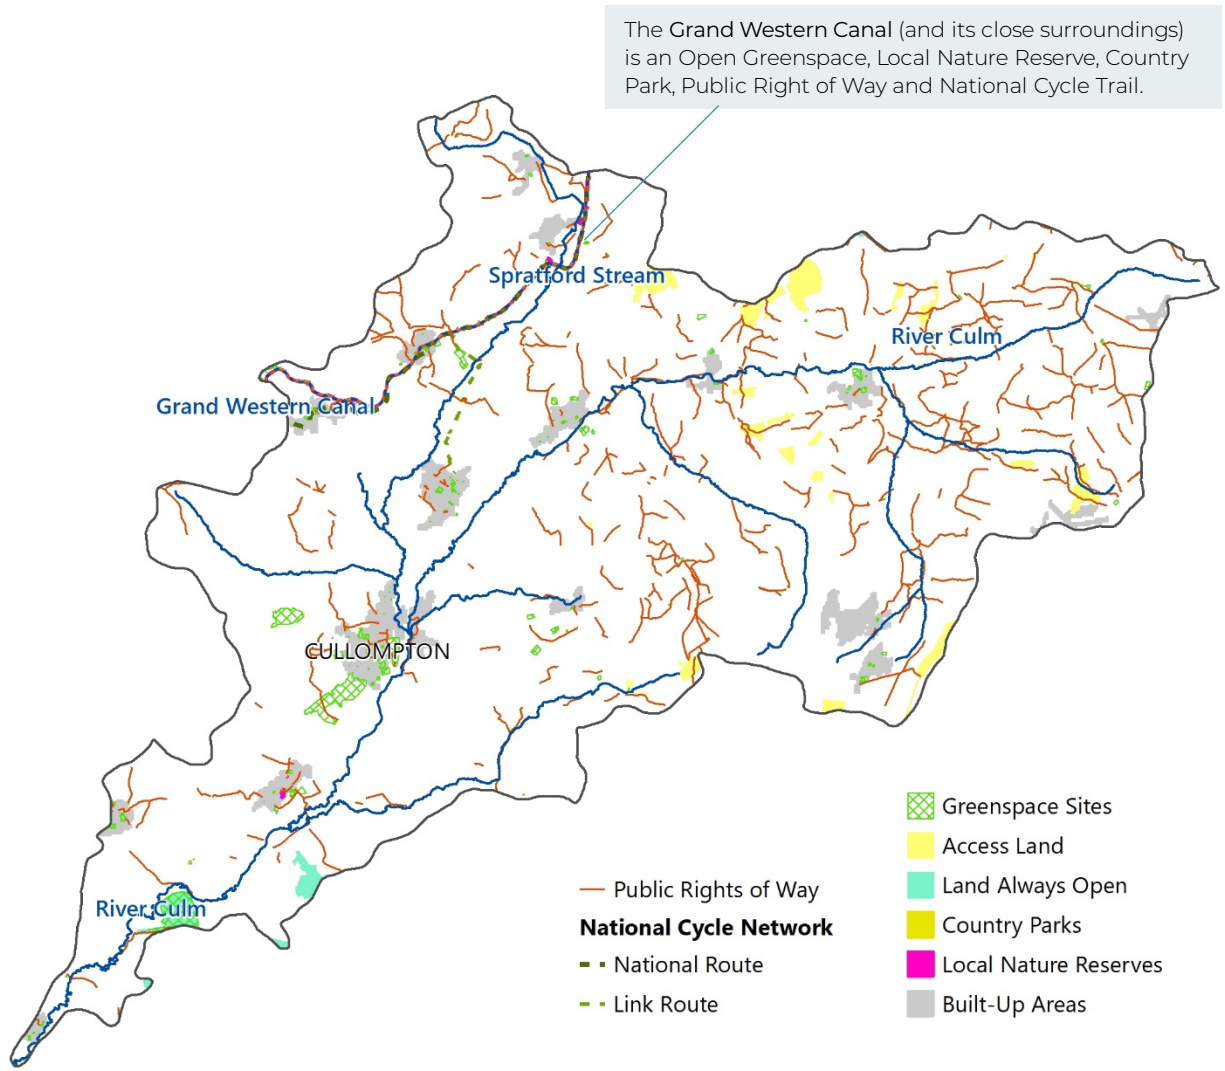 The Grand Western Canal (and its close surroundings)
is an Open Greenspace, Local Nature Reserve, Country
Park, Public Right of Way and National Cycle Trail.
Spratford Stream
River Culm
Grand Western Canal
CULLOMPTON
River Culm
Public Rights of Way
National Cycle Network
National Route
Link Route
Greenspace Sites
Access Land
Land Always Open
Country Parks
Local Nature Reserves
Built-Up Areas